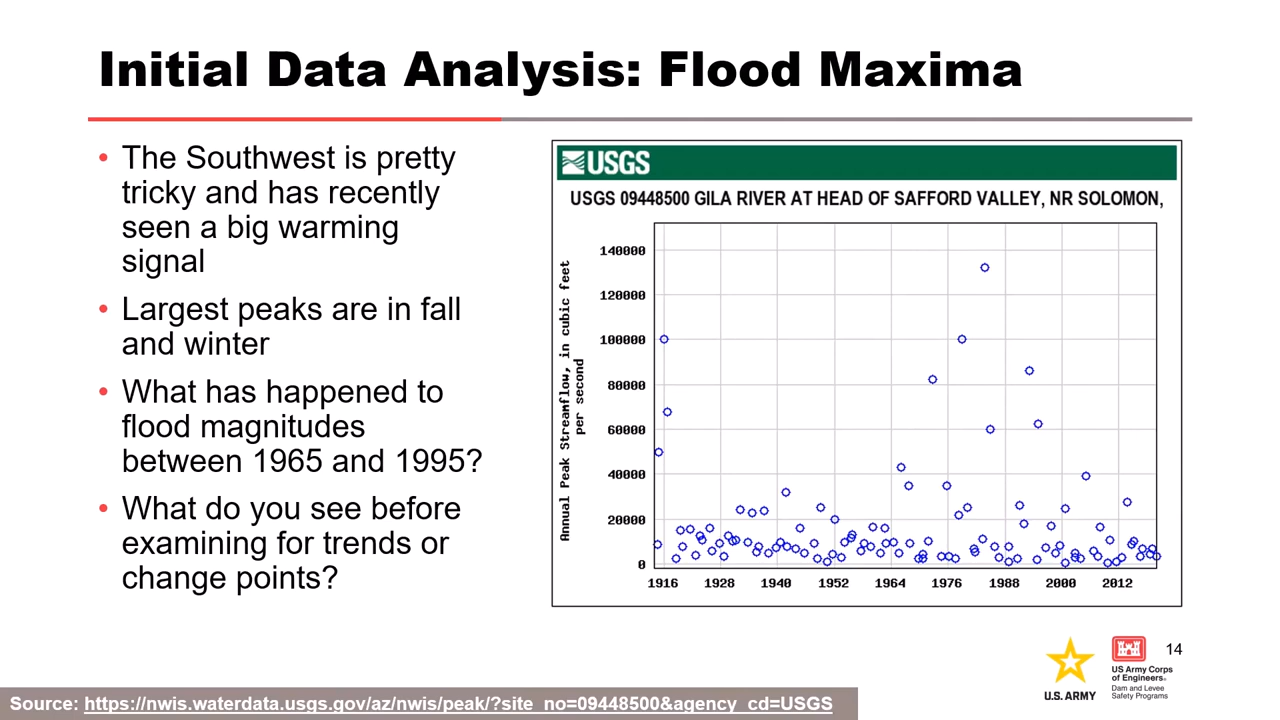 Initial Data Analysis: Flood Maxima
• The Southwest is pretty
tricky and has recently
seen a big warming
signal
• Largest peaks are in fall
and winter
• What has happened to
flood magnitudes
between 1965 and 1995?
• What do you see before
examining for trends or
change points?
USGS
USGS 09448500 GILA RIVER AT HEAD OF SAFFORD VALLEY, NR SOLOMON,
Annual Peak Streamflow, in cubic feet
per second
140000
120000
100000
80000
60000
40000
20000
0
1916 1928 1940 1952 1964 1976 1988 2000 2012
U.S. ARMY
US Army Corps
of Engineers®
Dam and Levee
Safety Programs
14
Source: https://nwis.waterdata.usgs.gov/az/nwis/peak/?site_no=09448500&agency_cd=USGS